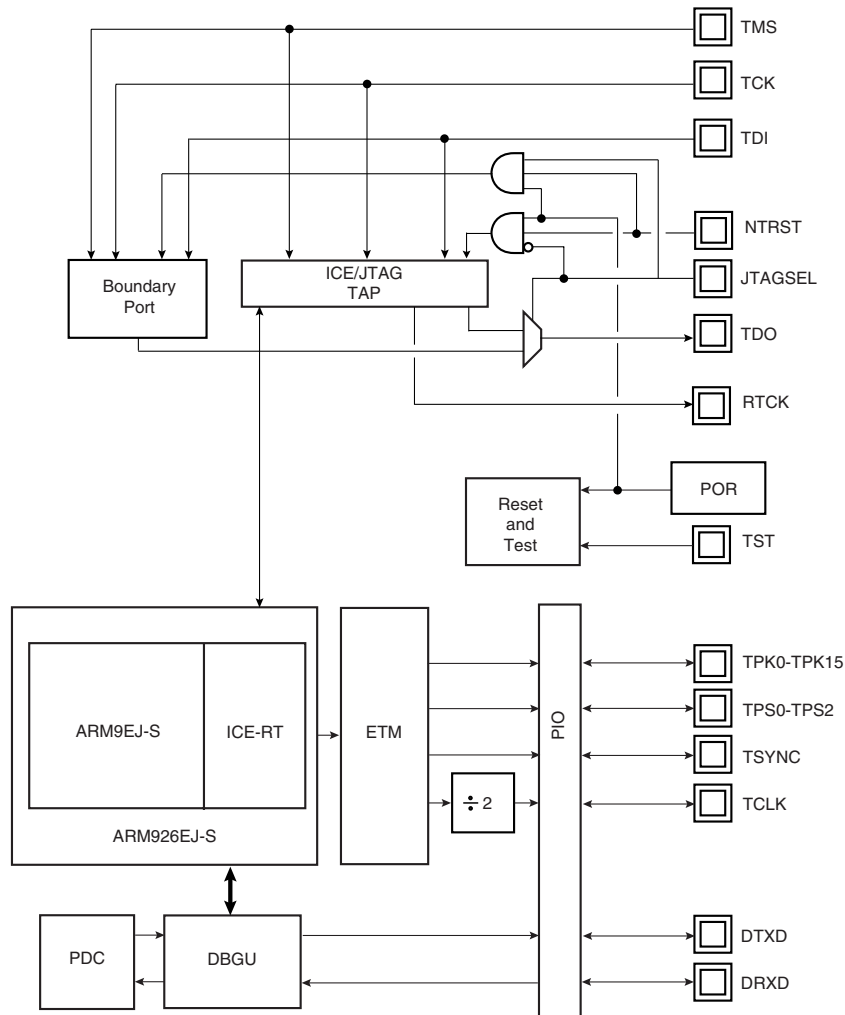 TMS
TCK
TDI
NTRST
JTAGSEL
TDO
RTCK
Boundary
Port
ICE/JTAG
TAP
POR
Reset
and
Test
TST
ARM9EJ-S
ICE-RT
ARM926EJ-S
ETM
÷ 2
PIO
TPK0-TPK15
TPS0-TPS2
TSYNC
TCLK
PDC
DBGU
DTXD
DRXD